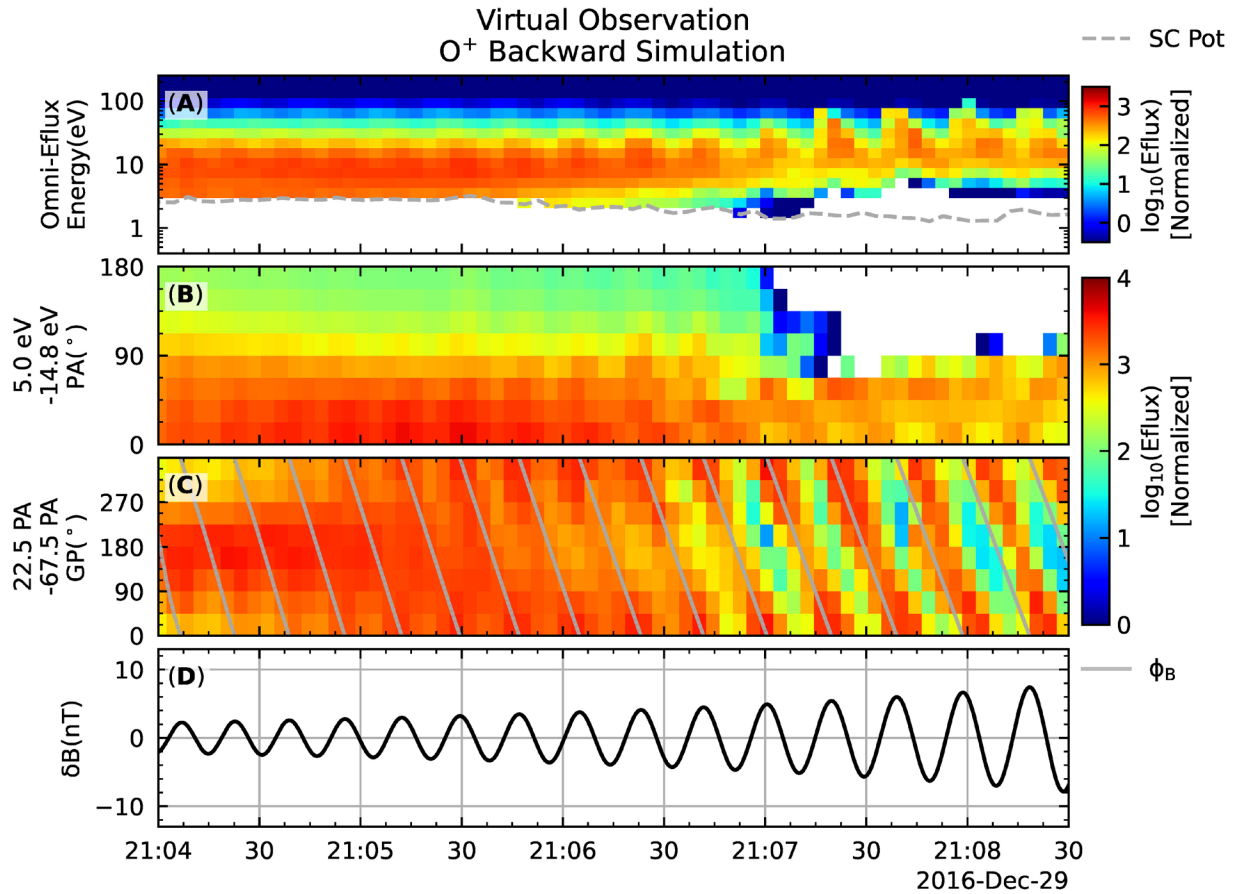 Virtual Observation
O⁺ Backward Simulation
SC Pot
(A)
Omni-Eflux
Energy(eV)
100
10
1
3
2
1
0
log₁₀(Eflux)
[Normalized]
(B)
5.0 eV
-14.8 eV
PA(°)
180
90
0
(C)
22.5 PA
-67.5 PA
GP(°)
270
180
90
0
4
3
2
1
0
log₁₀(Eflux)
[Normalized]
(D)
δB(nT)
10
0
−10
ϕB
21:04
30
21:05
30
21:06
30
21:07
30
21:08
30
2016-Dec-29